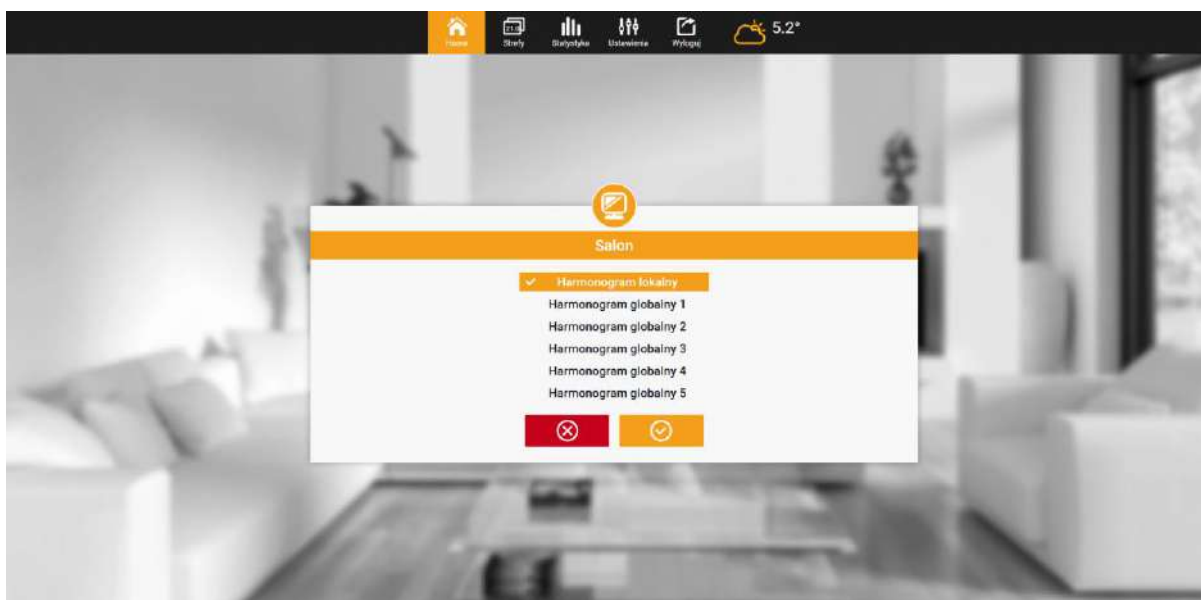 Home
Strefy
Statystyka
Ustawienia
Wyloguj
5.2°
Salon
Harmonogram lokalny
Harmonogram globalny 1
Harmonogram globalny 2
Harmonogram globalny 3
Harmonogram globalny 4
Harmonogram globalny 5